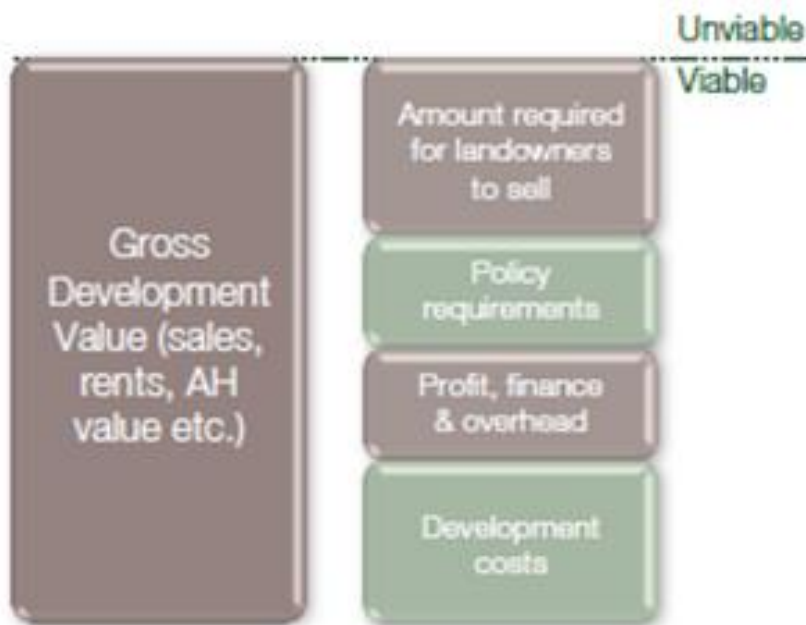 Unviable
Viable
Gross
Development
Value (sales,
rents, AH
value etc.)
Amount required
for landowners
to sell
Policy
requirements
Profit, finance
& overhead
Development
costs